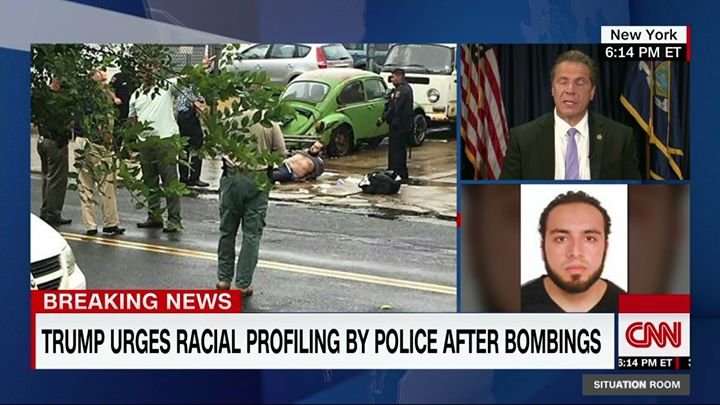 New York
6:14 PM ET
BREAKING NEWS
TRUMP URGES RACIAL PROFILING BY POLICE AFTER BOMBINGS
CNN
6:14 PM ET
SITUATION ROOM